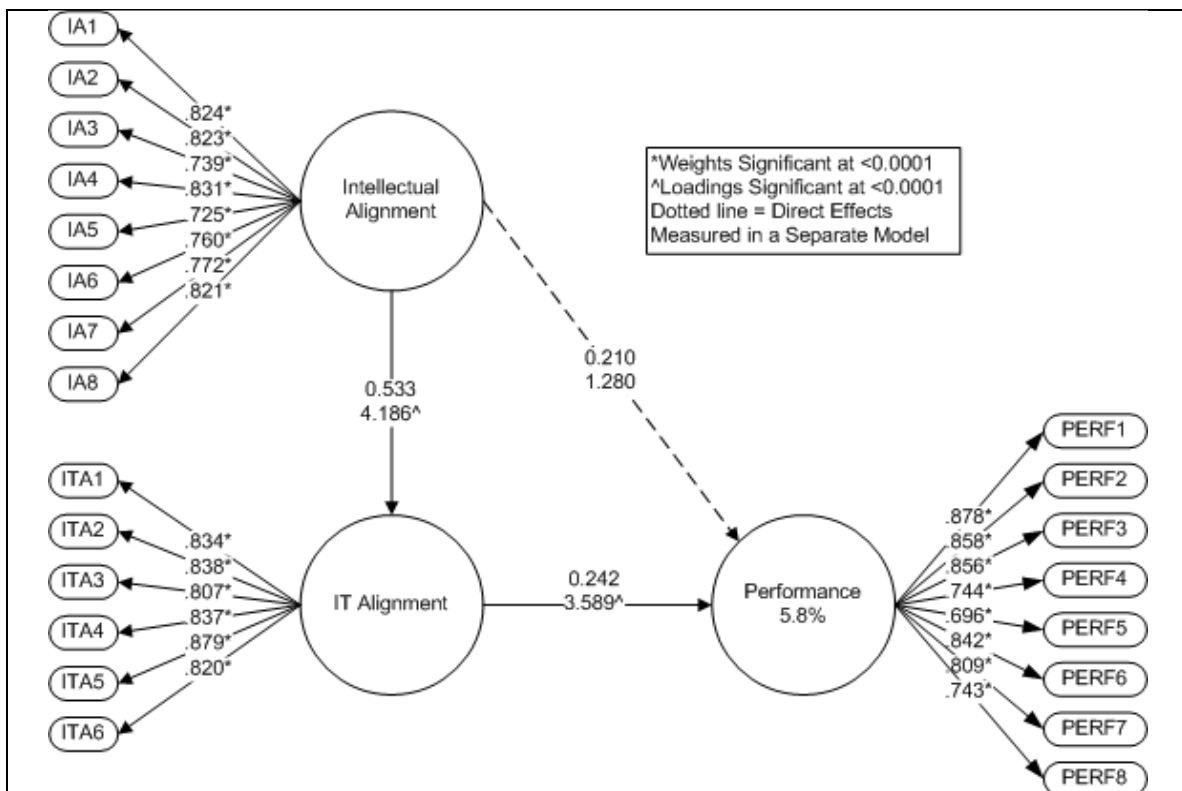 IA1
IA2
IA3
IA4
IA5
IA6
IA7
IA8
.824*
.823*
.739*
.831*
.725*
.760*
.772*
.821*
Intellectual
Alignment
*Weights Significant at <0.0001
^Loadings Significant at <0.0001
Dotted line = Direct Effects
Measured in a Separate Model
0.533
4.186^
0.210
1.280
ITA1
ITA2
ITA3
ITA4
ITA5
ITA6
.834*
.838*
.807*
.837*
.879*
.820*
IT Alignment
0.242
3.589^
Performance
5.8%
.878*
.858*
.856*
.744*
.696*
.842*
.809*
.743*
PERF1
PERF2
PERF3
PERF4
PERF5
PERF6
PERF7
PERF8